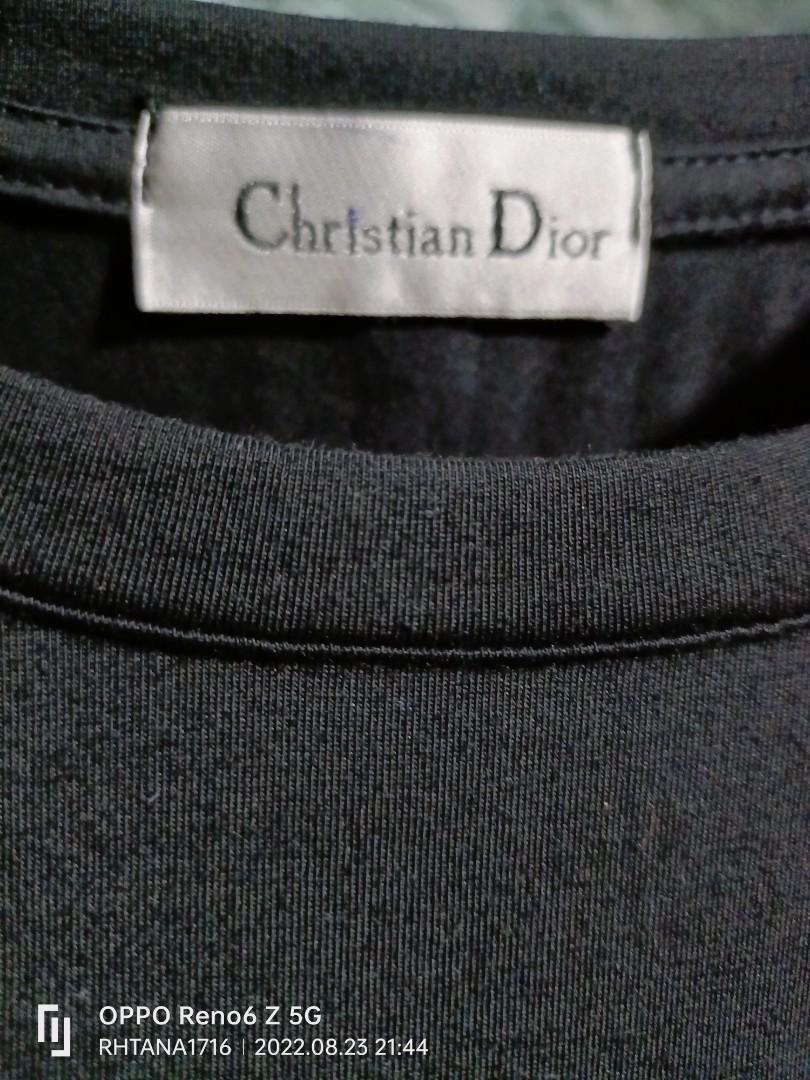 Christian Dior
OPPO Reno6 Z 5G
RHTANA1716 | 2022.08.23 21:44